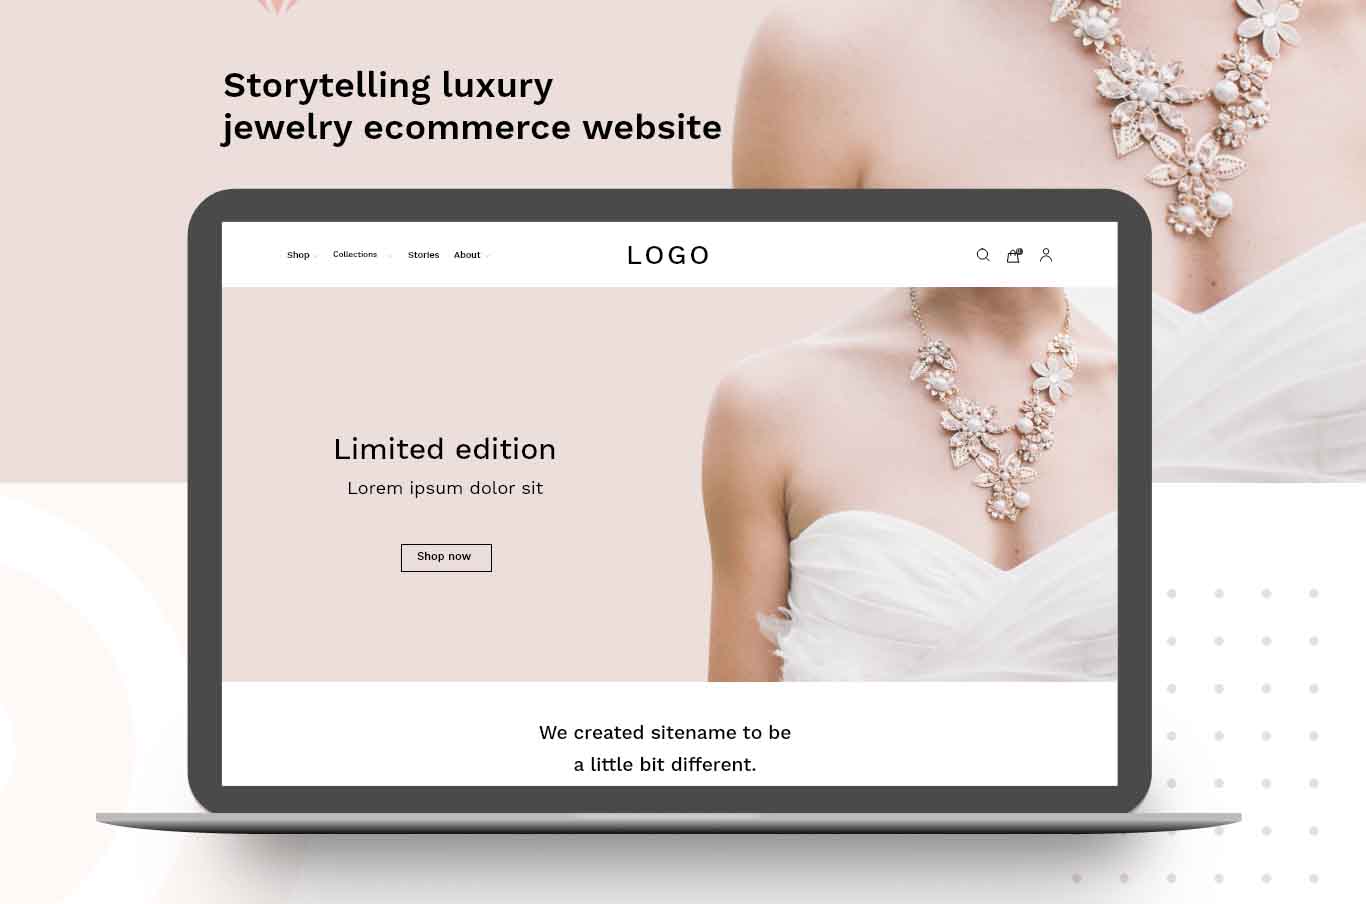 Storytelling luxury
jewelry ecommerce website
Shop
Collections
Stories
About
LOGO
Limited edition
Lorem ipsum dolor sit
Shop now
We created sitename to be
a little bit different.